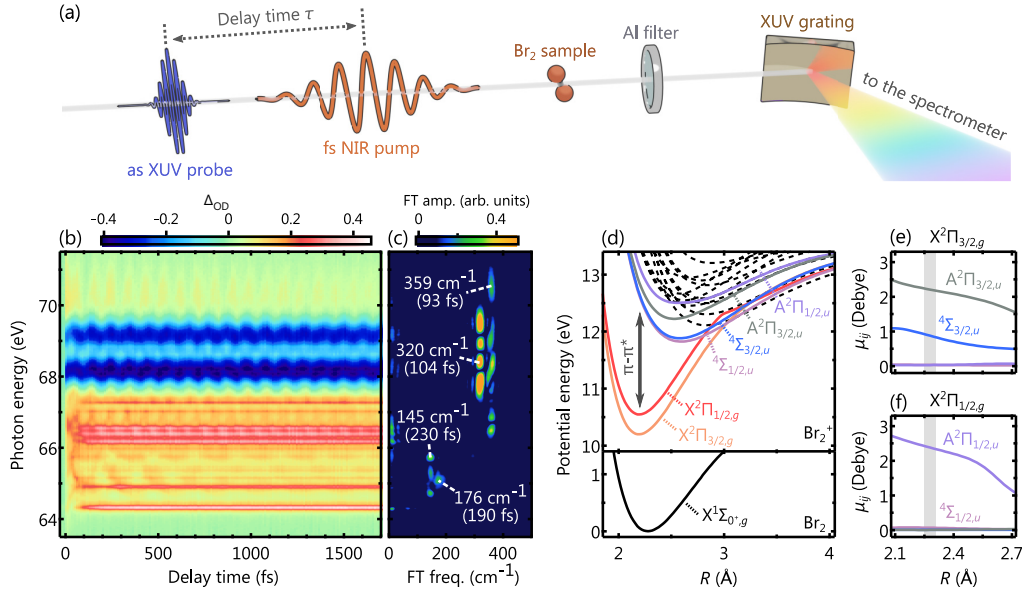 (a)
Delay time τ
as XUV probe
fs NIR pump
Br₂ sample
Al filter
XUV grating
to the spectrometer
Δ_OD
−0.4 −0.2 0 0.2 0.4
(b)
Photon energy (eV)
70
68
66
64
0 500 1000 1500
Delay time (fs)
FT amp. (arb. units)
0 0.4
(c)
359 cm⁻¹
(93 fs)
320 cm⁻¹
(104 fs)
145 cm⁻¹
(230 fs)
176 cm⁻¹
(190 fs)
0 200 400
FT freq. (cm⁻¹)
(d)
Potential energy (eV)
13
12
11
10
1
0
π-π*
A²Π₁/₂,u
A²Π₃/₂,u
⁴Σ₃/₂,u
⁴Σ₁/₂,u
X²Π₁/₂,g
X²Π₃/₂,g
Br₂⁺
X¹Σ₀⁺,g
Br₂
2 3 4
R (Å)
(e)
X²Π₃/₂,g
μij (Debye)
3
2
1
0
A²Π₃/₂,u
⁴Σ₃/₂,u
(f)
X²Π₁/₂,g
μij (Debye)
3
2
1
0
A²Π₁/₂,u
⁴Σ₁/₂,u
2.1 2.4 2.7
R (Å)